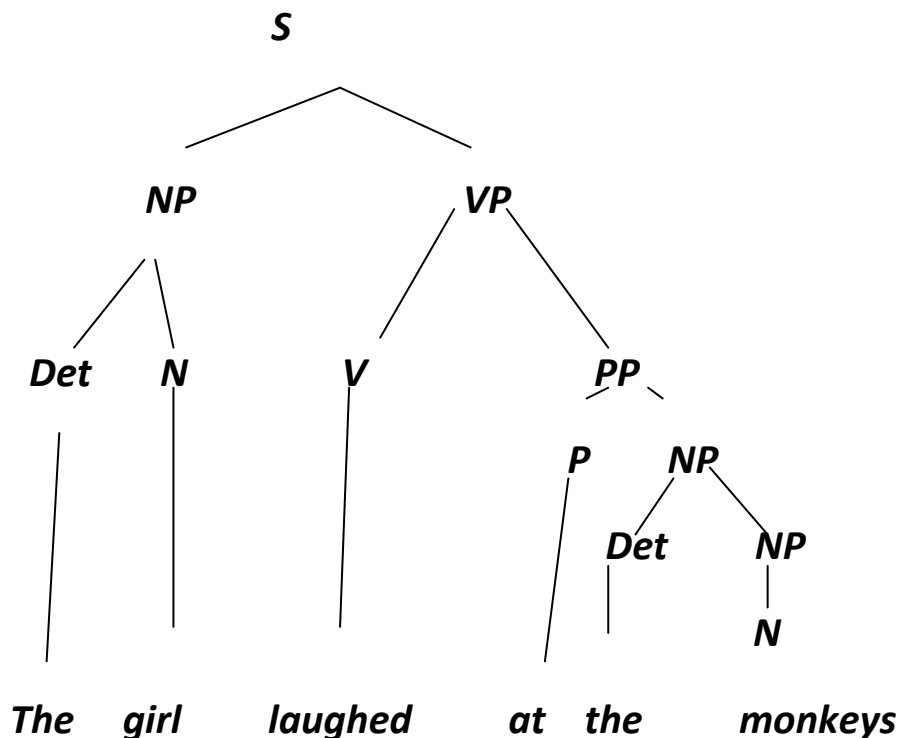 S
NP VP
Det N V PP
P NP
Det NP
N
The girl laughed at the monkeys